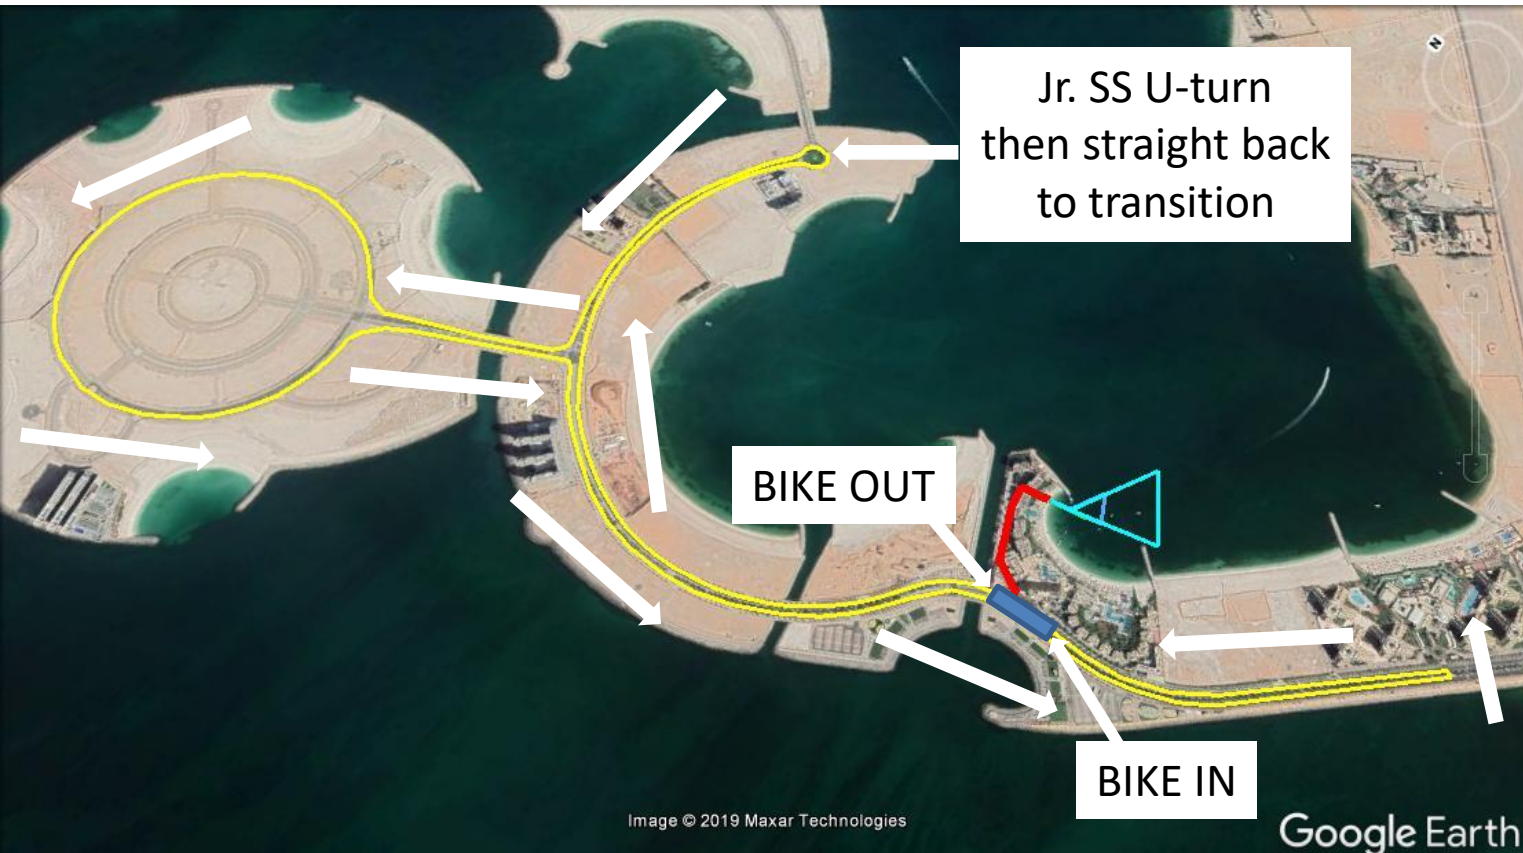 N
Jr. SS U-turn
then straight back
to transition
BIKE OUT
BIKE IN
Image © 2019 Maxar Technologies
Google Earth